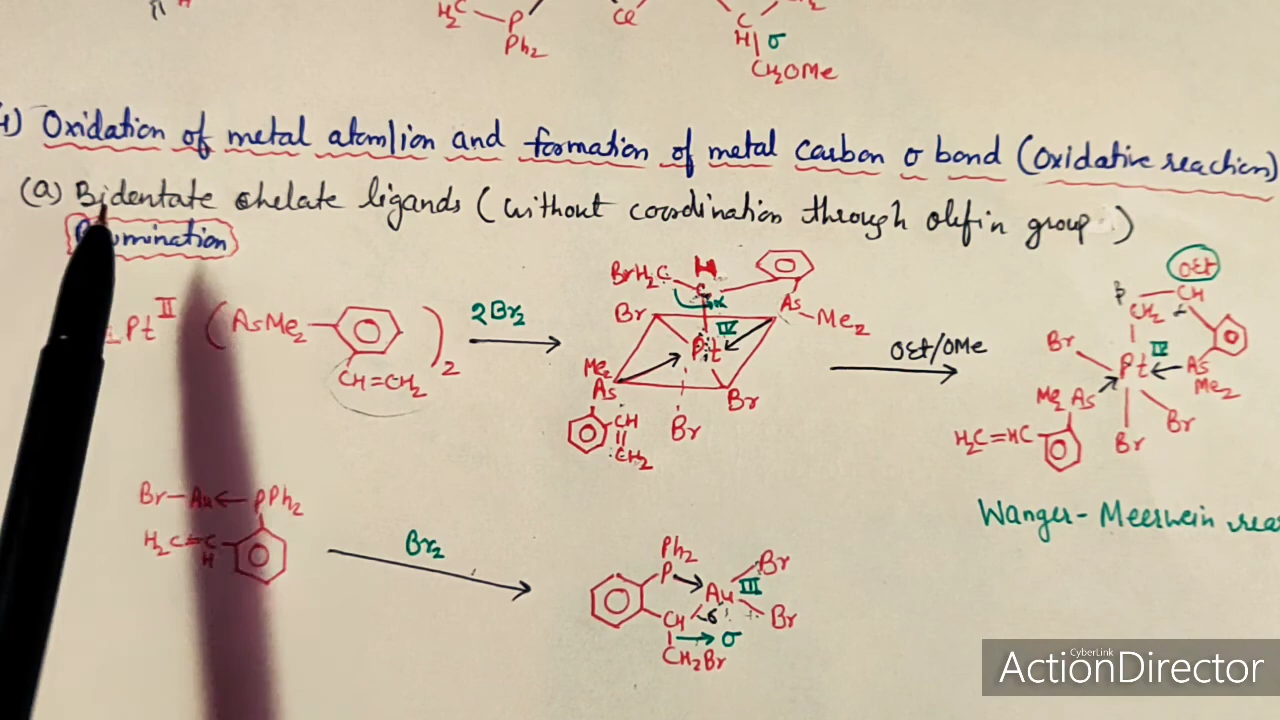 H₂C
P
Ph₂
Cl
C
H
σ
CH₂OMe
Oxidation of metal atom/ion and formation of metal carbon σ bond (Oxidative reaction)
(a) Bidentate chelate ligands (without coordination through olefin group)
mination
Pt II (AsMe₂
CH=CH₂
)₂
2Br₂
BrH₂C
H
C
α
Br
As
Me₂
IV
Pt
Me₂
As
Br
CH
CH₂
Br
OEt/OMe
OEt
β
CH₂
CH
α
Br
Pt IV
As
Me₂
Me₂ As
H₂C=HC
Br
Br
Wanger-Meerwein rea
Br-Au
PPh₂
H₂C=C
H
Br₂
Ph₂
P
Au III
Br
Br
CH
σ
σ
CH₂Br
CyberLink
ActionDirector